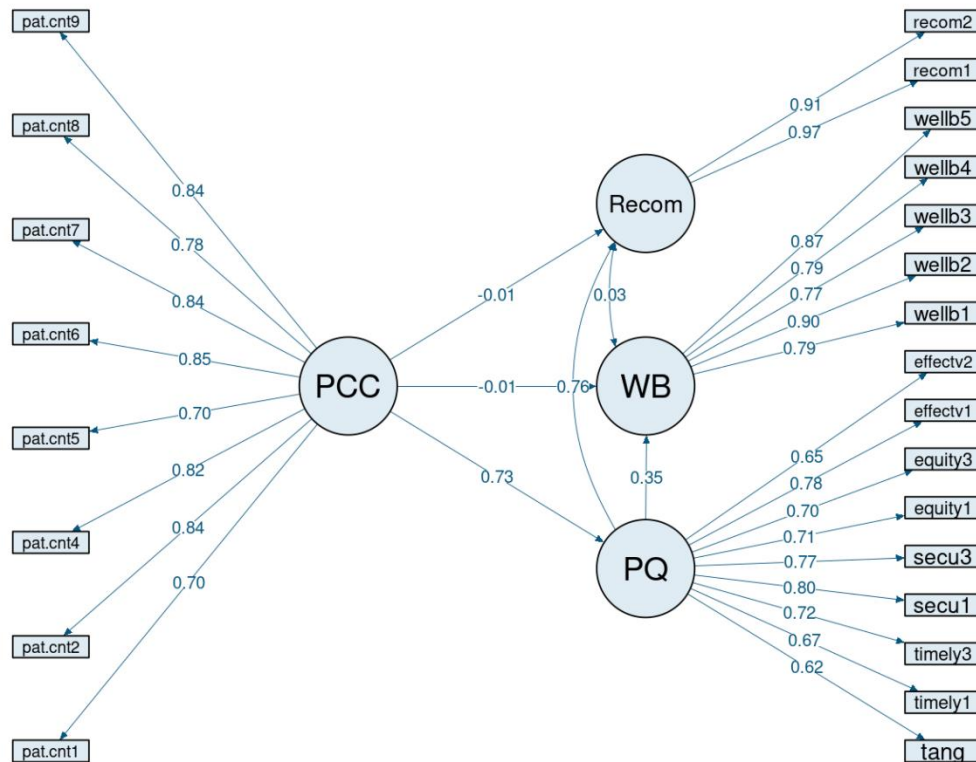 pat.cnt9
pat.cnt8
pat.cnt7
pat.cnt6
pat.cnt5
pat.cnt4
pat.cnt2
pat.cnt1
0.84
0.78
0.84
0.85
0.70
0.82
0.84
0.70
PCC
-0.01
-0.01
0.73
Recom
0.03
0.76
WB
0.35
PQ
0.91
0.97
0.87
0.79
0.77
0.90
0.79
0.65
0.78
0.70
0.71
0.77
0.80
0.72
0.67
0.62
recom2
recom1
wellb5
wellb4
wellb3
wellb2
wellb1
effectv2
effectv1
equity3
equity1
secu3
secu1
timely3
timely1
tang